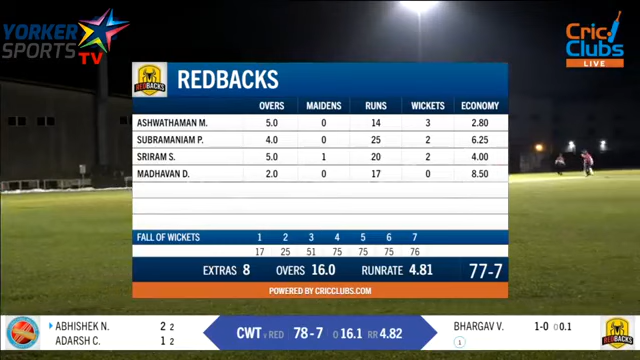 YORKER
SPORTS
TV
Cric
Clubs
LIVE
REDBACKS
REDBACKS
OVERS MAIDENS RUNS WICKETS ECONOMY
ASHWATHAMAN M. 5.0 0 14 3 2.80
SUBRAMANIAM P. 4.0 0 25 2 6.25
SRIRAM S. 5.0 1 20 2 4.00
MADHAVAN D. 2.0 0 17 0 8.50
FALL OF WICKETS 1 2 3 4 5 6 7
17 25 51 75 75 75 76
EXTRAS 8 OVERS 16.0 RUNRATE 4.81 77-7
POWERED BY CRICCLUBS.COM
ABHISHEK N. 2 2
ADARSH C. 1 2
CWT v RED 78-7 O 16.1 RR 4.82
BHARGAV V. 1-0 O 0.1
1
REDBACKS